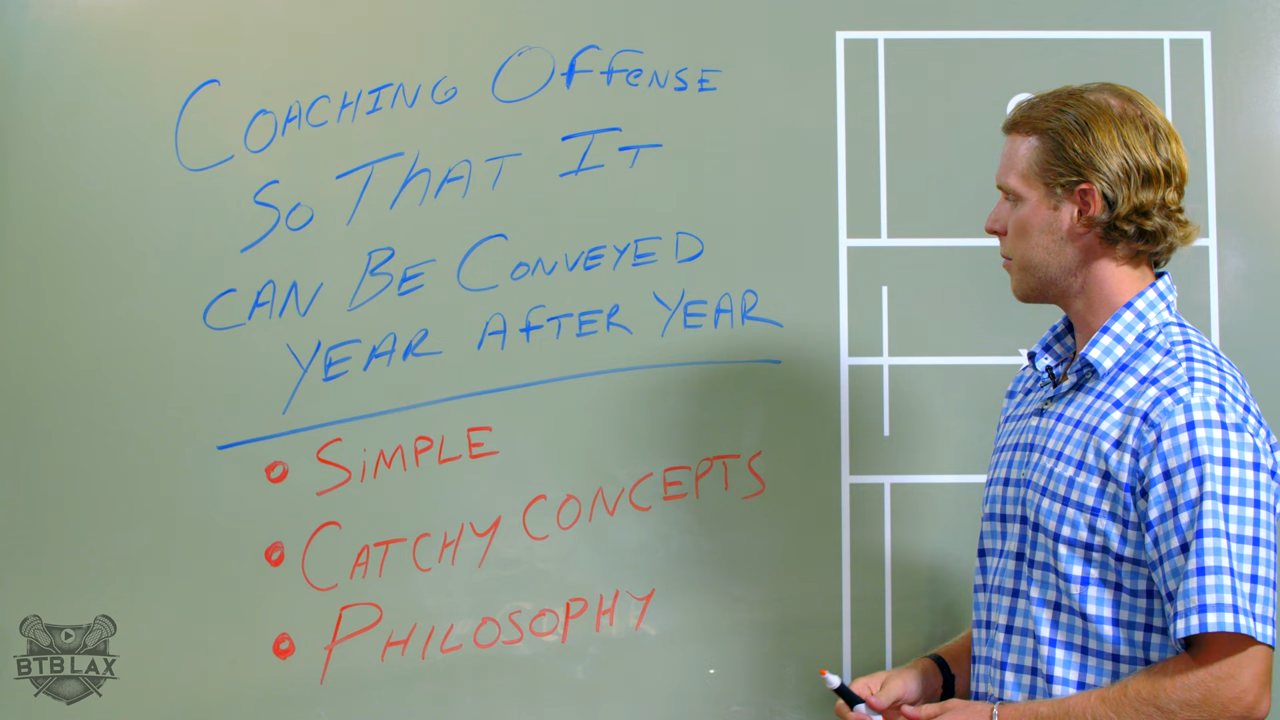 COACHING OFFENSE
SO THAT IT
CAN BE CONVEYED
YEAR AFTER YEAR
• SiMPLE
• CATCHY CONCEPTS
• PHILOSOPHY
BTBLAX